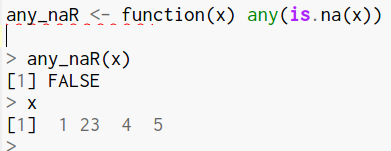 any_naR <- function(x) any(is.na(x))
> any_naR(x)
[1] FALSE
> x
[1]  1 23  4  5
>